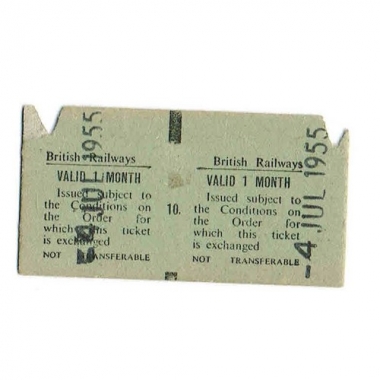 British Railways
VALID 1 MONTH
Issued subject to
the Conditions on
the Order for
which this ticket
is exchanged
NOT TRANSFERABLE
JUL 1955
10.
British Railways
VALID 1 MONTH
Issued subject to
the Conditions on
the Order for
which this ticket
is exchanged
NOT TRANSFERABLE
-4 JUL 1955